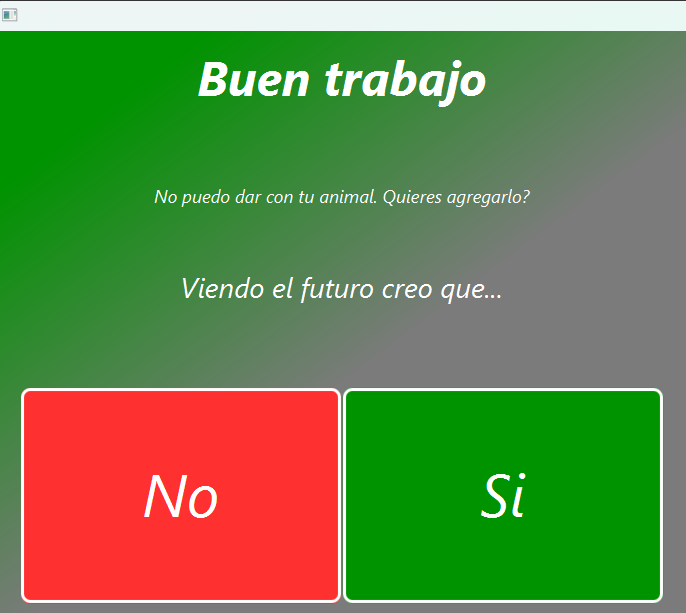 Buen trabajo
No puedo dar con tu animal. Quieres agregarlo?
Viendo el futuro creo que...
No
Si